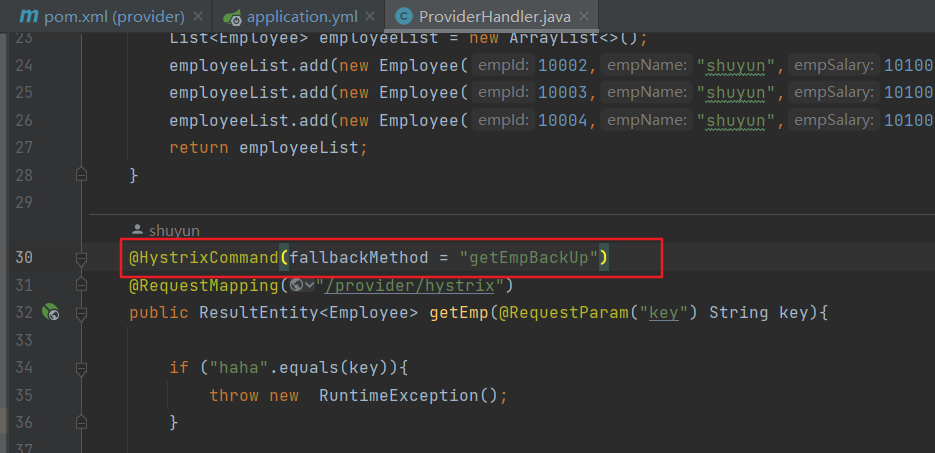 pom.xml (provider) application.yml ProviderHandler.java
23 List<Employee> employeeList = new ArrayList<>();
24 employeeList.add(new Employee( empId: 10002, empName: "shuyun", empSalary: 10100
25 employeeList.add(new Employee( empId: 10003, empName: "shuyun", empSalary: 10100
26 employeeList.add(new Employee( empId: 10004, empName: "shuyun", empSalary: 10100
27 return employeeList;
28 }
29
shuyun
30 @HystrixCommand(fallbackMethod = "getEmpBackUp")
31 @RequestMapping("/provider/hystrix")
32 public ResultEntity<Employee> getEmp(@RequestParam("key") String key){
33
34 if ("haha".equals(key)){
35 throw new RuntimeException();
36 }
37